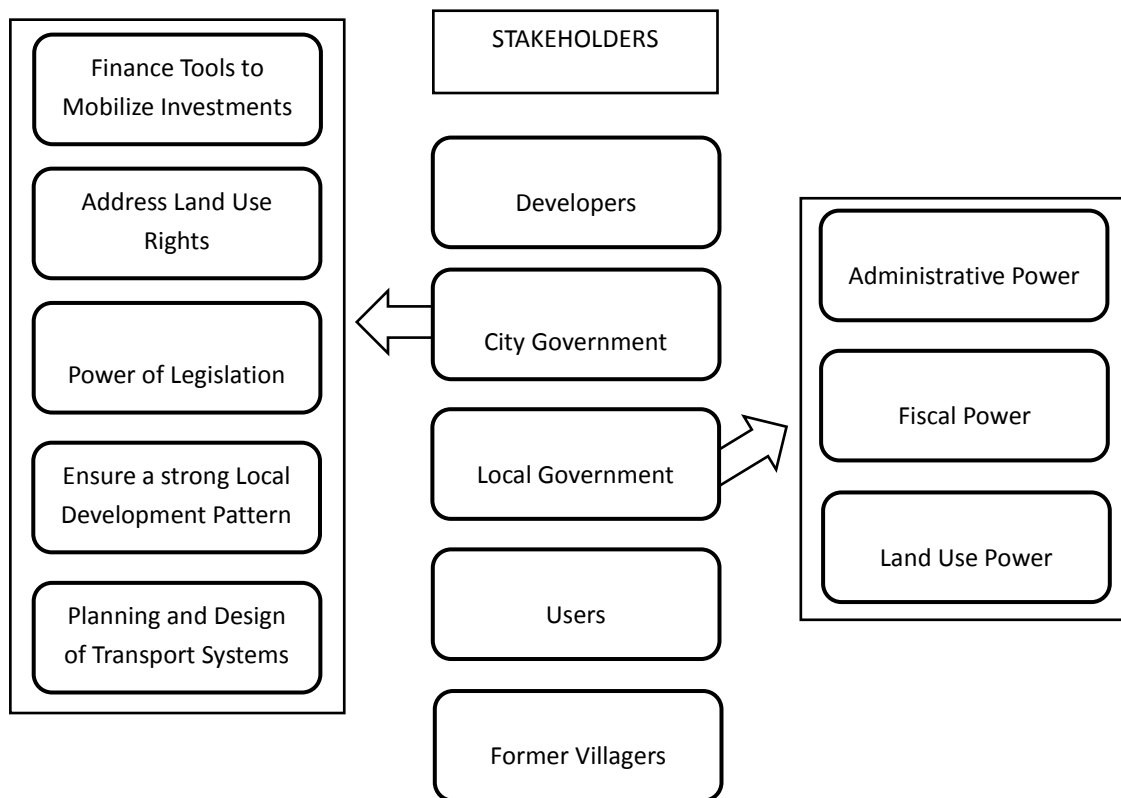 Finance Tools to
Mobilize Investments
Address Land Use
Rights
Power of Legislation
Ensure a strong Local
Development Pattern
Planning and Design
of Transport Systems
STAKEHOLDERS
Developers
City Government
Local Government
Users
Former Villagers
Administrative Power
Fiscal Power
Land Use Power